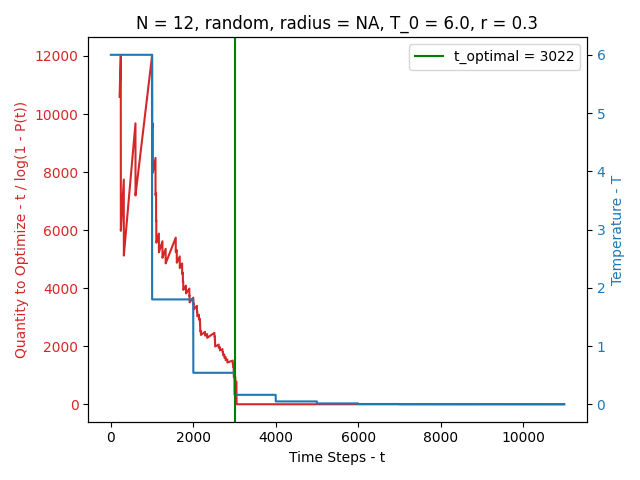 N = 12, random, radius = NA, T_0 = 6.0, r = 0.3
t_optimal = 3022
Quantity to Optimize - t / log(1 - P(t))
12000
10000
8000
6000
4000
2000
0
6
5
4
3
2
1
0
Temperature - T
0 2000 4000 6000 8000 10000
Time Steps - t